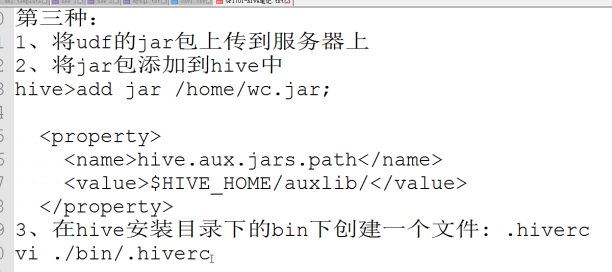 第三种：
1、将udf的jar包上传到服务器上
2、将jar包添加到hive中
hive>add jar /home/wc.jar;
<property>
<name>hive.aux.jars.path</name>
<value>$HIVE_HOME/auxlib/</value>
</property>
3、在hive安装目录下的bin下创建一个文件：.hiverc
vi ./bin/.hiverc